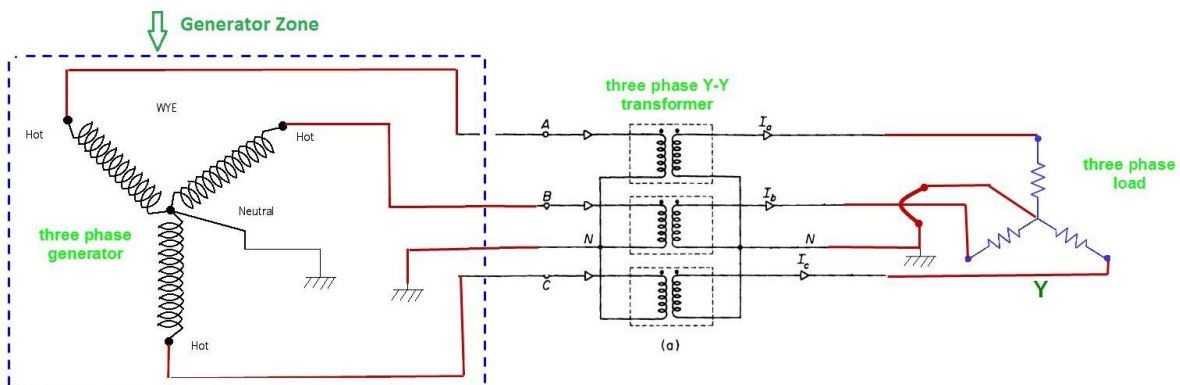 Generator Zone
WYE
Hot
Hot
Neutral
three phase
generator
Hot
three phase Y-Y
transformer
A
B
N
C
I_a
I_b
N
I_c
(a)
three phase
load
Y